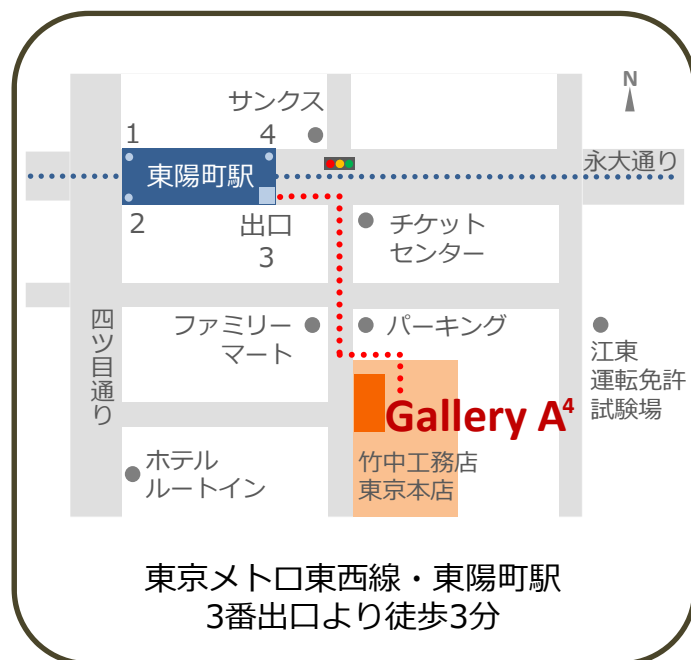 N
サンクス
1
4
永大通り
東陽町駅
2
出口
3
チケット
センター
四ツ目通り
ファミリー
マート
パーキング
江東
運転免許
試験場
Gallery A⁴
竹中工務店
東京本店
ホテル
ルートイン
東京メトロ東西線・東陽町駅
3番出口より徒歩3分